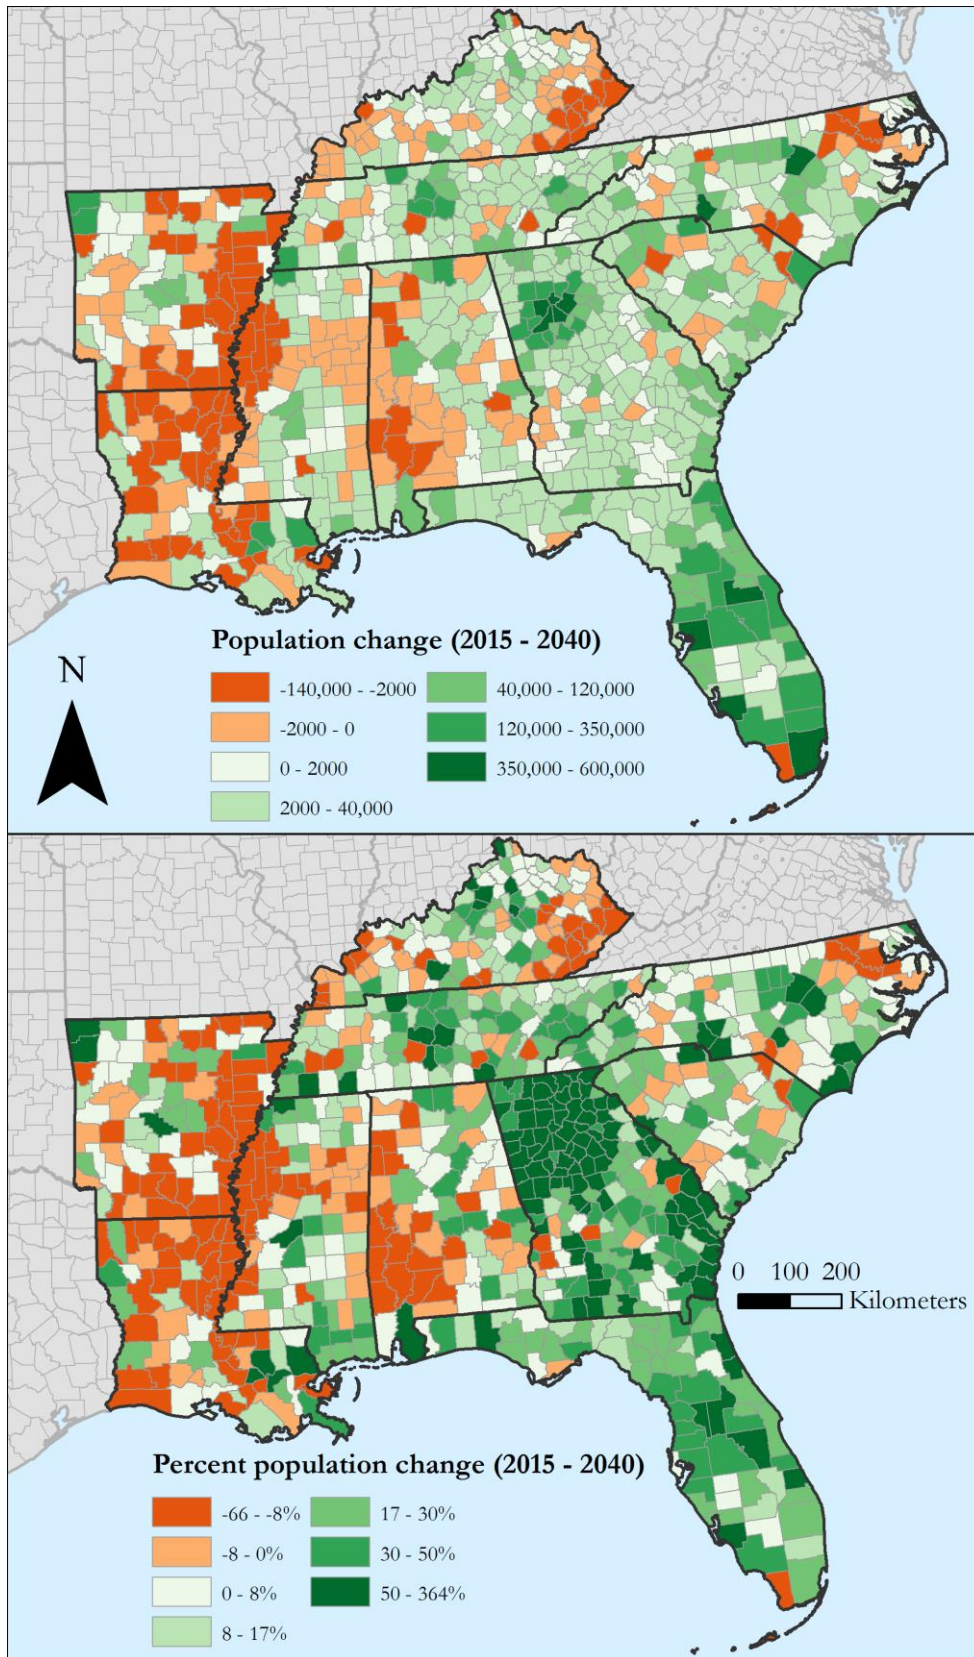 Population change (2015 - 2040)
N
-140,000 - -2000
40,000 - 120,000
-2000 - 0
120,000 - 350,000
0 - 2000
350,000 - 600,000
2000 - 40,000
0 100 200
Kilometers
Percent population change (2015 - 2040)
-66 - -8%
17 - 30%
-8 - 0%
30 - 50%
0 - 8%
50 - 364%
8 - 17%